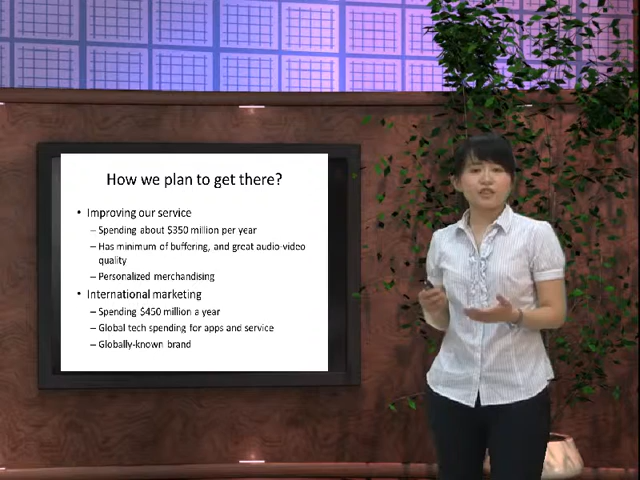 How we plan to get there?
• Improving our service
– Spending about $350 million per year
– Has minimum of buffering, and great audio-video
quality
– Personalized merchandising
• International marketing
– Spending $450 million a year
– Global tech spending for apps and service
– Globally-known brand